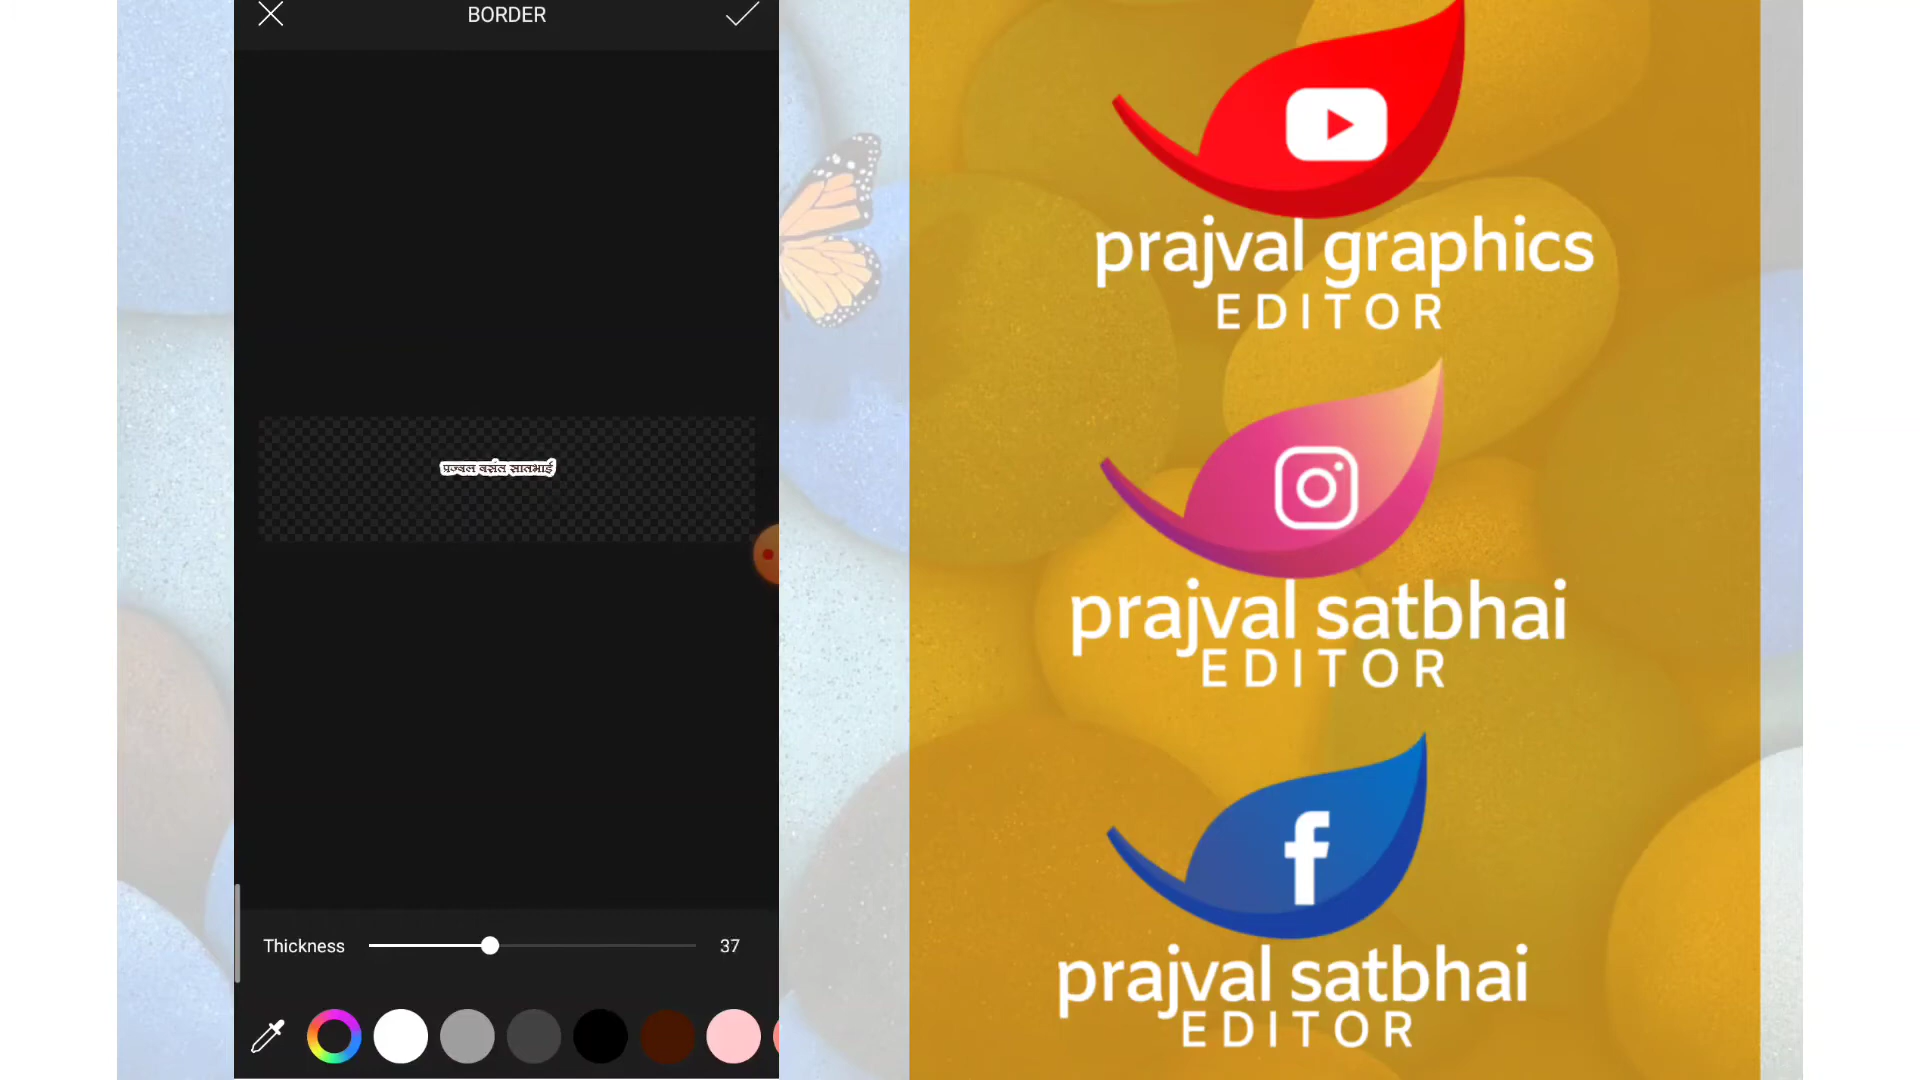 BORDER
प्रज्वल वसंत सातभाई
Thickness 37
prajval graphics
EDITOR
prajval satbhai
EDITOR
f
prajval satbhai
EDITOR